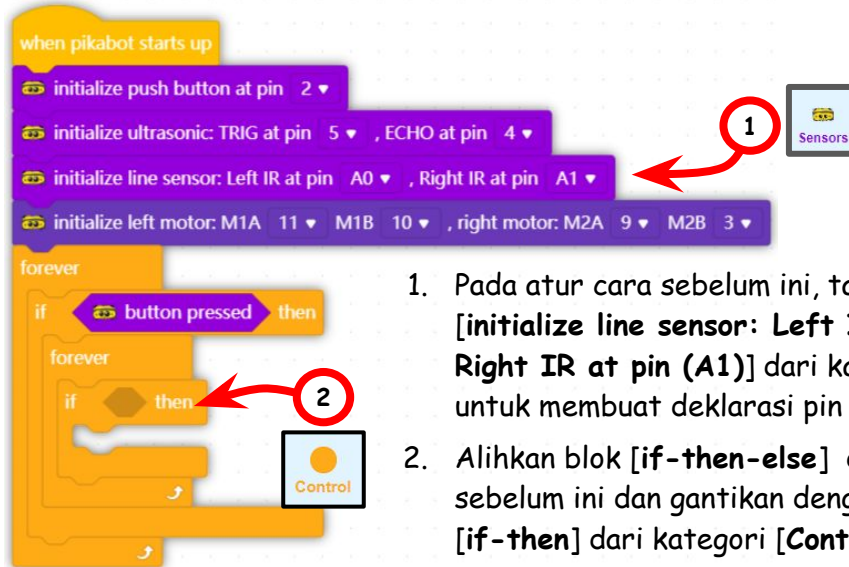 when pikabot starts up
initialize push button at pin 2
initialize ultrasonic: TRIG at pin 5 , ECHO at pin 4
1
Sensors
initialize line sensor: Left IR at pin A0 , Right IR at pin A1
initialize left motor: M1A 11 M1B 10 , right motor: M2A 9 M2B 3
forever
if button pressed then
forever
if then
2
Control
1. Pada atur cara sebelum ini,
[initialize line sensor: Left
Right IR at pin (A1)] dari
untuk membuat deklarasi pin
2. Alihkan blok [if-then-else]
sebelum ini dan gantikan
[if-then] dari kategori